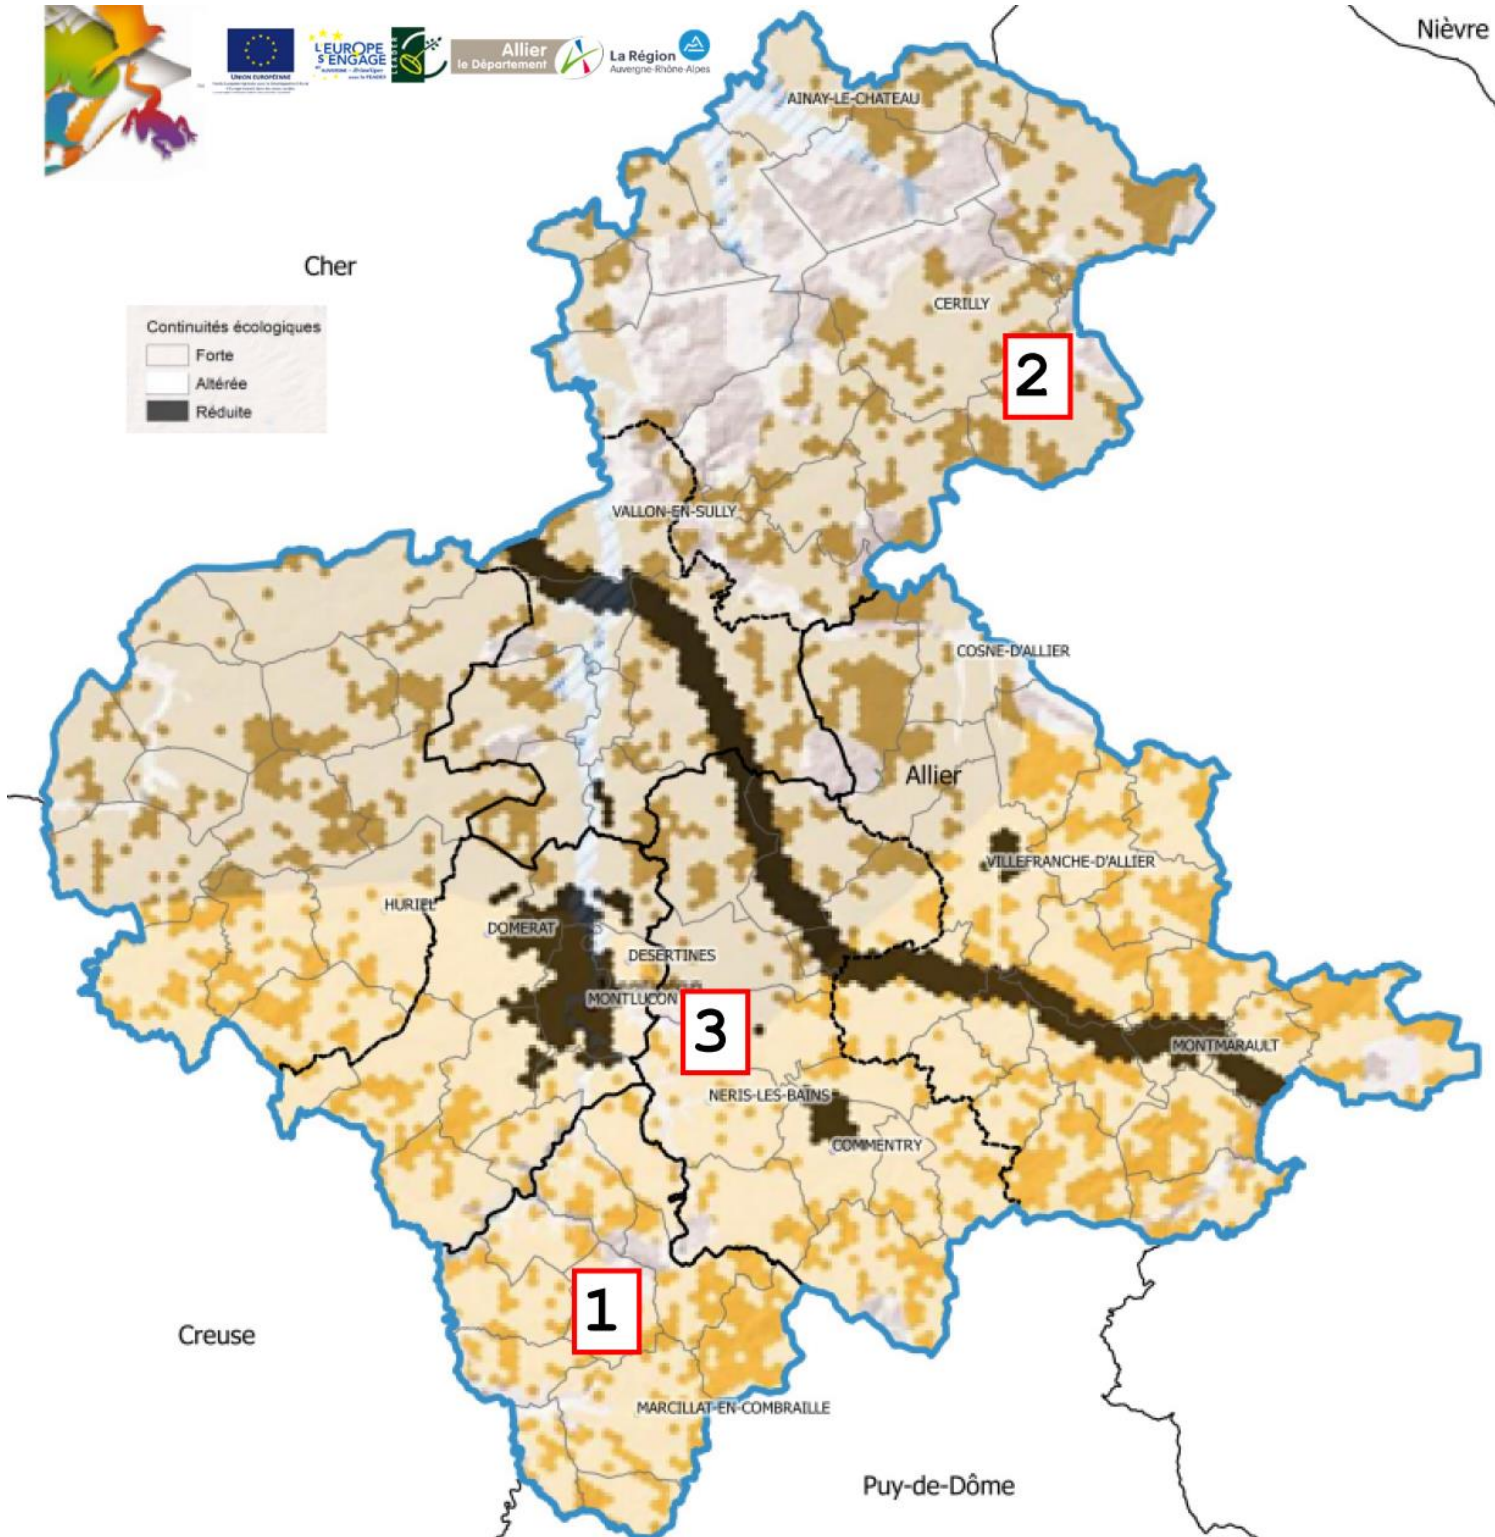 Nièvre
L'EUROPE
S'ENGAGE
LEADER
Allier
le Département
La Région
Auvergne-Rhône-Alpes
UNION EUROPÉENNE
AINAY-LE-CHATEAU
Cher
CERILLY
Continuités écologiques
Forte
Altérée
Réduite
2
VALLON-EN-SULLY
COSNE-D'ALLIER
Allier
VILLEFRANCHE-D'ALLIER
HURIEL
DOMERAT
DESERTINES
MONTLUCON
3
MONTMARAULT
NERIS-LES-BAINS
COMMENTRY
1
Creuse
MARCILLAT-EN-COMBRAILLE
Puy-de-Dôme